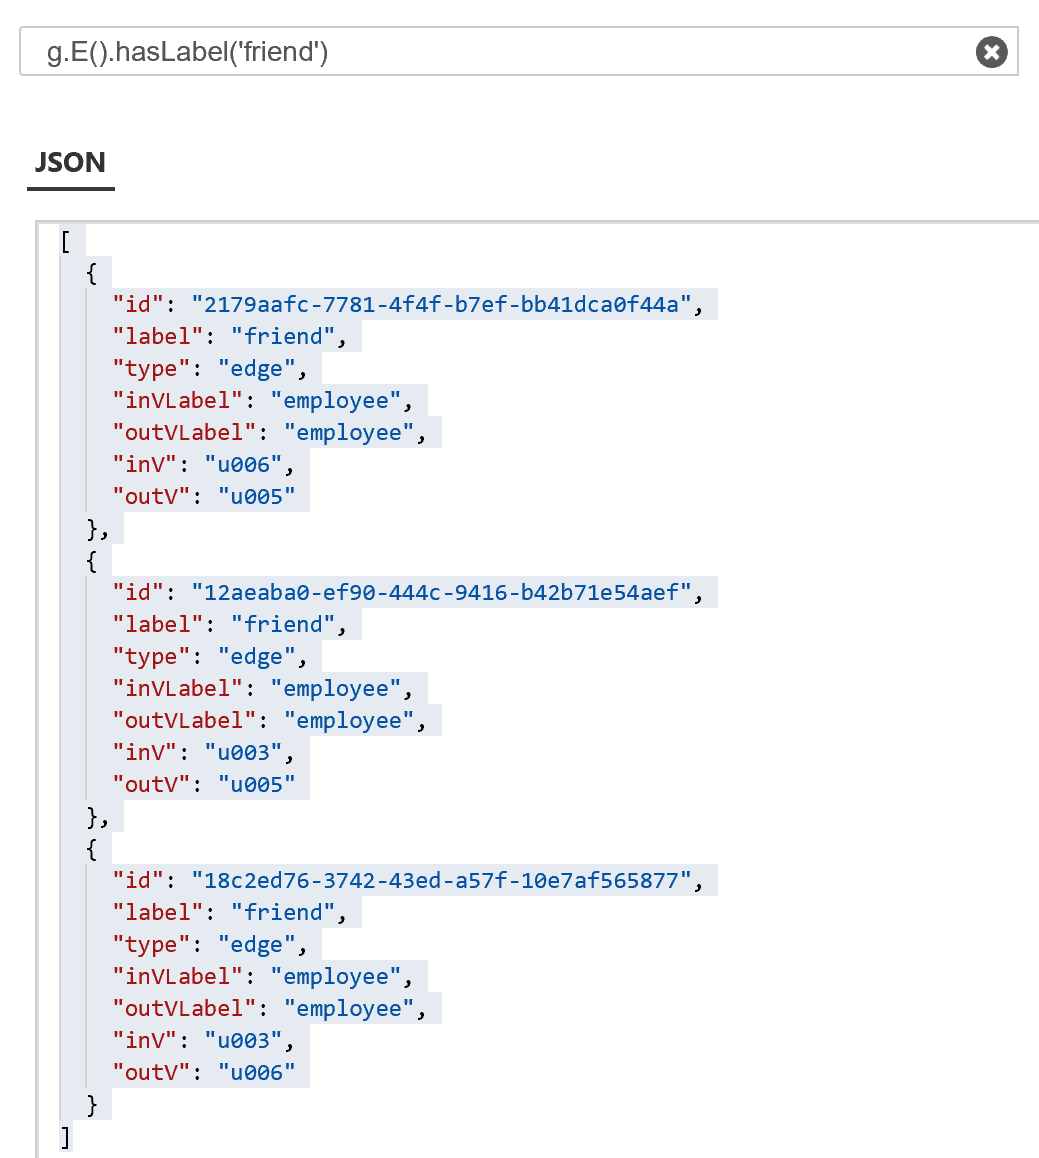 g.E().hasLabel('friend')
JSON
[
  {
    "id": "2179aafc-7781-4f4f-b7ef-bb41dca0f44a",
    "label": "friend",
    "type": "edge",
    "inVLabel": "employee",
    "outVLabel": "employee",
    "inV": "u006",
    "outV": "u005"
  },
  {
    "id": "12aeaba0-ef90-444c-9416-b42b71e54aef",
    "label": "friend",
    "type": "edge",
    "inVLabel": "employee",
    "outVLabel": "employee",
    "inV": "u003",
    "outV": "u005"
  },
  {
    "id": "18c2ed76-3742-43ed-a57f-10e7af565877",
    "label": "friend",
    "type": "edge",
    "inVLabel": "employee",
    "outVLabel": "employee",
    "inV": "u003",
    "outV": "u006"
  }
]